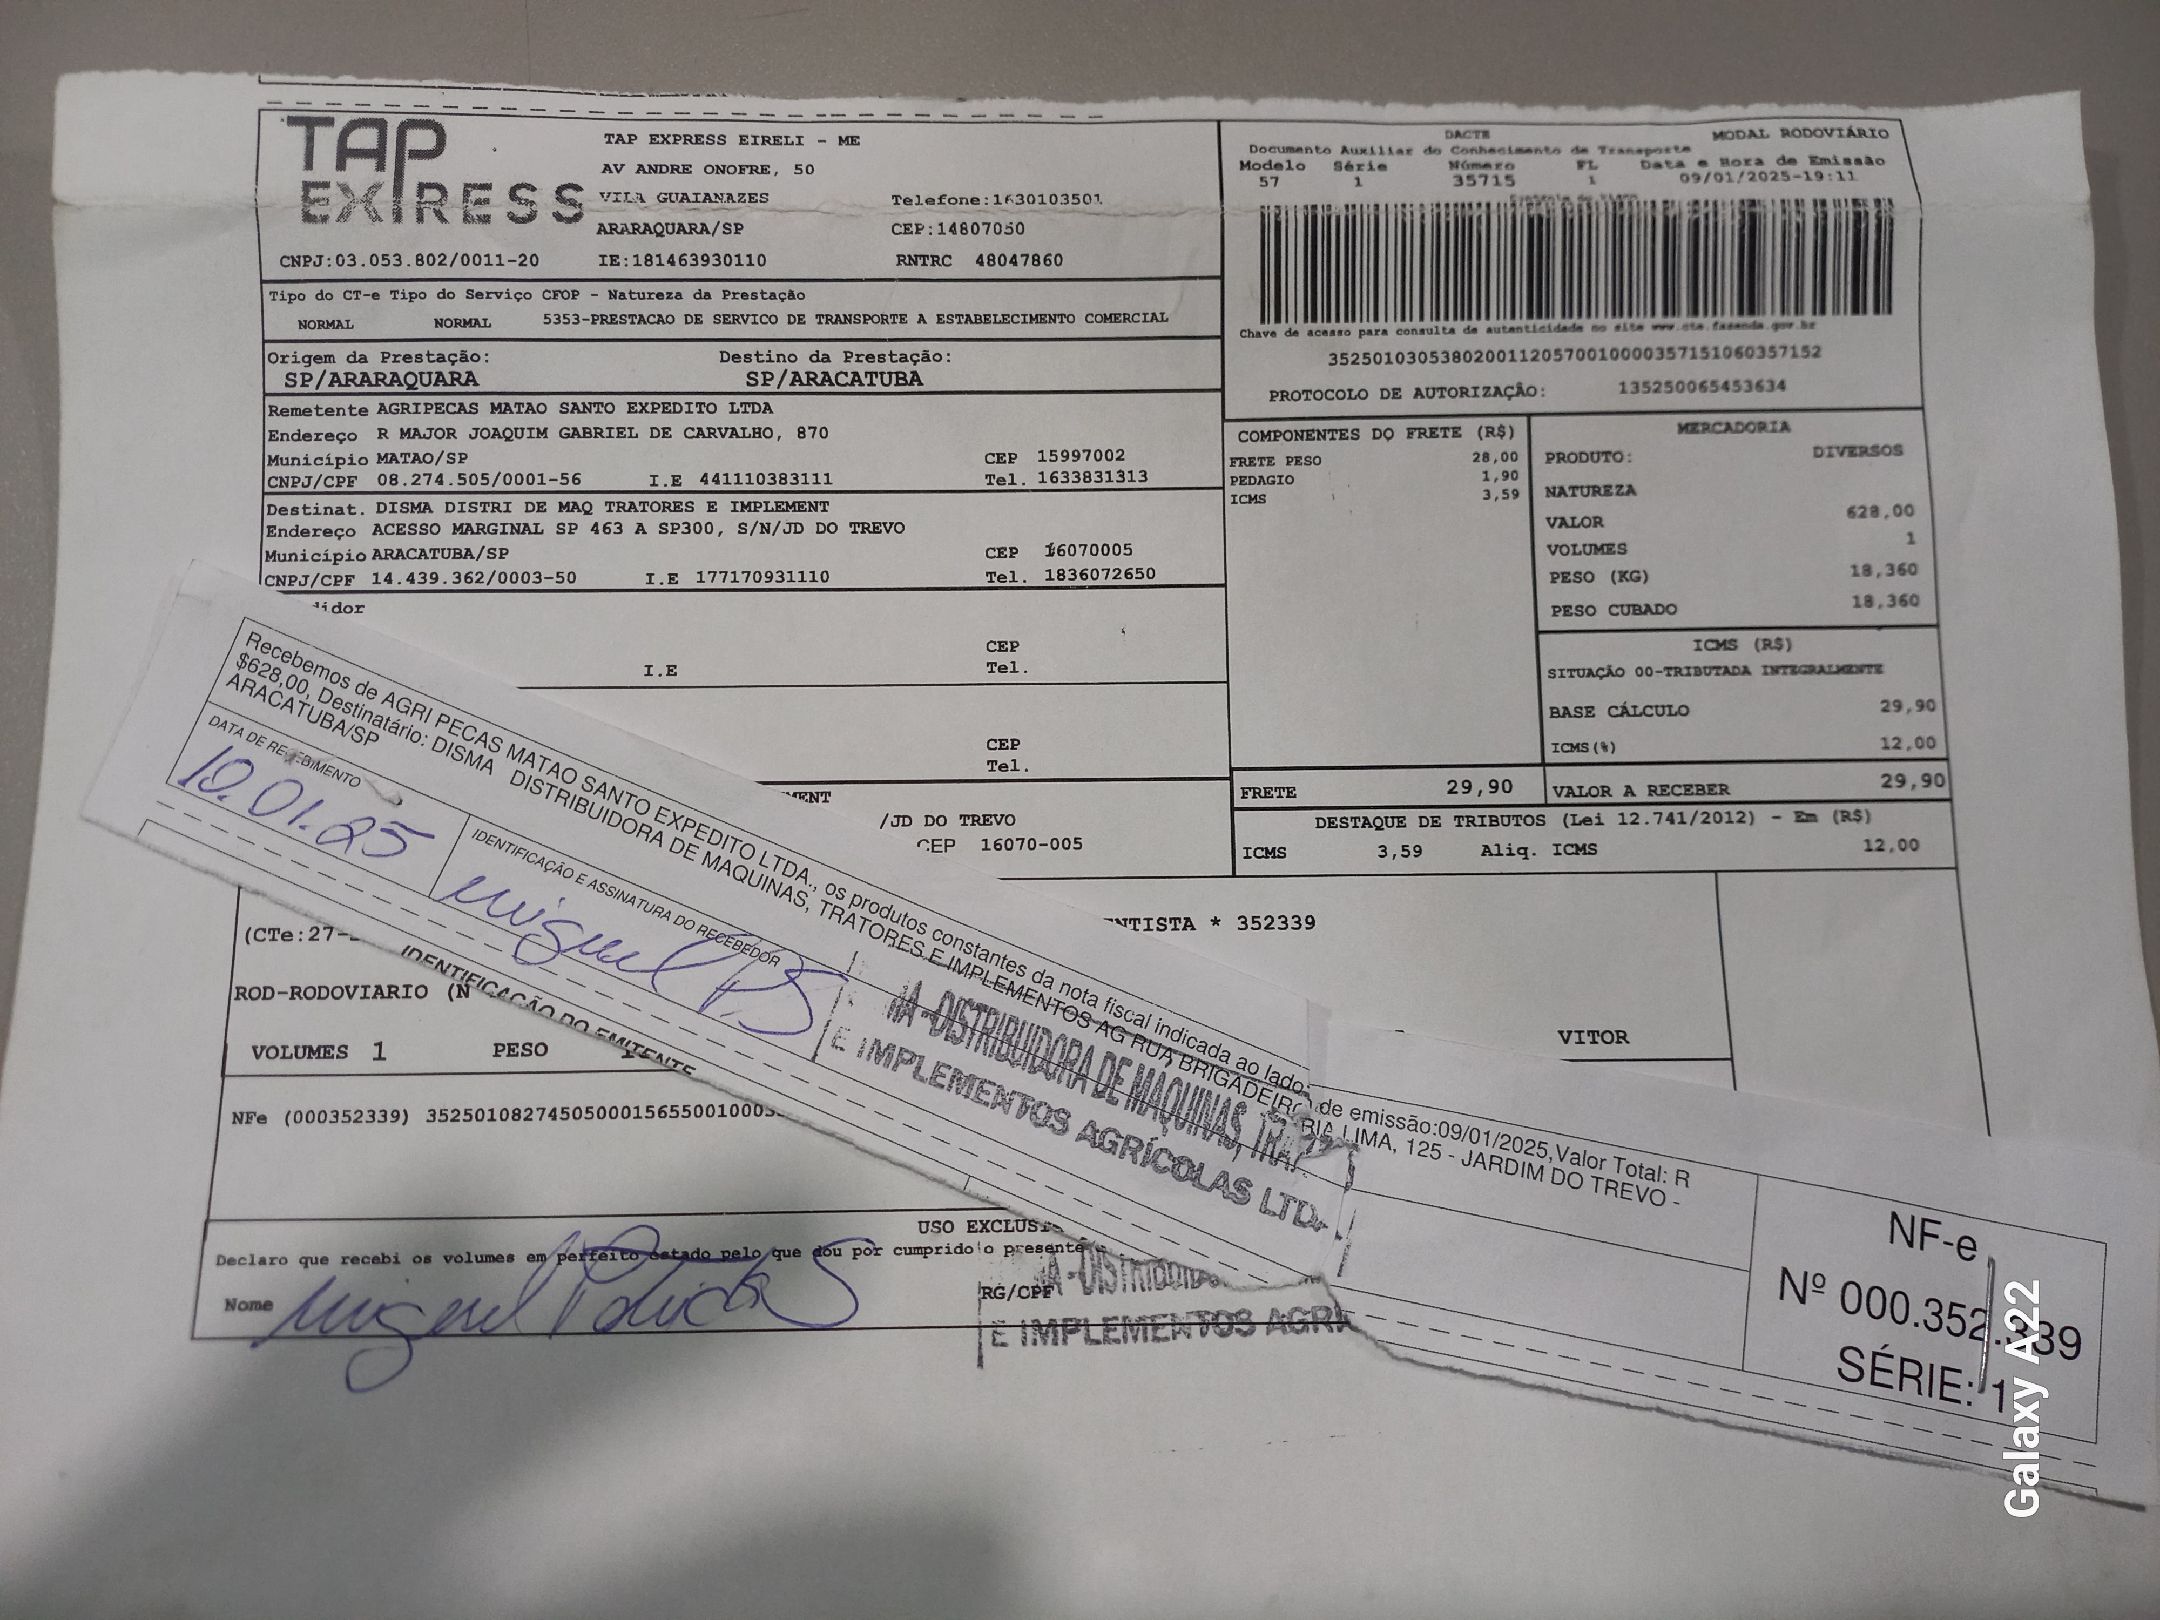 TAP EXPRESS
TAP EXPRESS EIRELI - ME
AV ANDRE ONOFRE, 50
VILA GUAIANAZES Telefone:1630103501
ARARAQUARA/SP CEP:14807050
CNPJ:03.053.802/0011-20 IE:181463930110 RNTRC 48047860
DACTE MODAL RODOVIÁRIO
Documento Auxiliar do Conhecimento de Transporte
Modelo Série Número FL Data e Hora de Emissão
57 1 35715 1 09/01/2025-19:11
Chave de acesso para consulta de autenticidade no site www.cte.fazenda.gov.br
35250103053802001120570010000357151060357152
PROTOCOLO DE AUTORIZAÇÃO: 135250065453634
Tipo do CT-e Tipo do Serviço CFOP - Natureza da Prestação
NORMAL NORMAL 5353-PRESTACAO DE SERVICO DE TRANSPORTE A ESTABELECIMENTO COMERCIAL
Origem da Prestação: Destino da Prestação:
SP/ARARAQUARA SP/ARACATUBA
Remetente AGRIPECAS MATAO SANTO EXPEDITO LTDA
Endereço R MAJOR JOAQUIM GABRIEL DE CARVALHO, 870
Município MATAO/SP CEP 15997002
CNPJ/CPF 08.274.505/0001-56 I.E 441110383111 Tel. 1633831313
Destinat. DISMA DISTRI DE MAQ TRATORES E IMPLEMENT
Endereço ACESSO MARGINAL SP 463 A SP300, S/N/JD DO TREVO
Município ARACATUBA/SP CEP 16070005
CNPJ/CPF 14.439.362/0003-50 I.E 177170931110 Tel. 1836072650
CEP
I.E Tel.
CEP
Tel.
/JD DO TREVO
CEP 16070-005
COMPONENTES DO FRETE (R$)
FRETE PESO 28,00
PEDAGIO 1,90
ICMS 3,59
MERCADORIA
PRODUTO: DIVERSOS
NATUREZA
VALOR 628,00
VOLUMES 1
PESO (KG) 18,360
PESO CUBADO 18,360
ICMS (R$)
SITUAÇÃO 00-TRIBUTADA INTEGRALMENTE
BASE CÁLCULO 29,90
ICMS(%) 12,00
FRETE 29,90 VALOR A RECEBER 29,90
DESTAQUE DE TRIBUTOS (Lei 12.741/2012) - Em (R$)
ICMS 3,59 Aliq. ICMS 12,00
Recebemos de AGRI PECAS MATAO SANTO EXPEDITO LTDA., os produtos constantes da nota fiscal indicada ao lado: de emissão:09/01/2025,Valor Total: R
$628,00, Destinatário: DISMA DISTRIBUIDORA DE MAQUINAS, TRATORES E IMPLEMENTOS AG RUA BRIGADEIRO RIA LIMA, 125 - JARDIM DO TREVO -
ARACATUBA/SP
DATA DE RECEBIMENTO IDENTIFICAÇÃO E ASSINATURA DO RECEBEDOR
10.01.25 Miguel
MA - DISTRIBUIDORA DE MAQUINAS,
E IMPLEMENTOS AGRÍCOLAS LTDA
IDENTIFICAÇÃO DO EMITENTE
NF-e
Nº 000.352.339
SÉRIE: 1
(CTe:27- ENTISTA * 352339
ROD-RODOVIARIO (N
VITOR
VOLUMES 1 PESO
NFe (000352339)
USO EXCLUSI
Declaro que recebi os volumes em perfeito estado pelo que dou por cumprido o presente
Nome Miguel RG/CPF
E IMPLEMENTOS AGRÍ
Galaxy A22